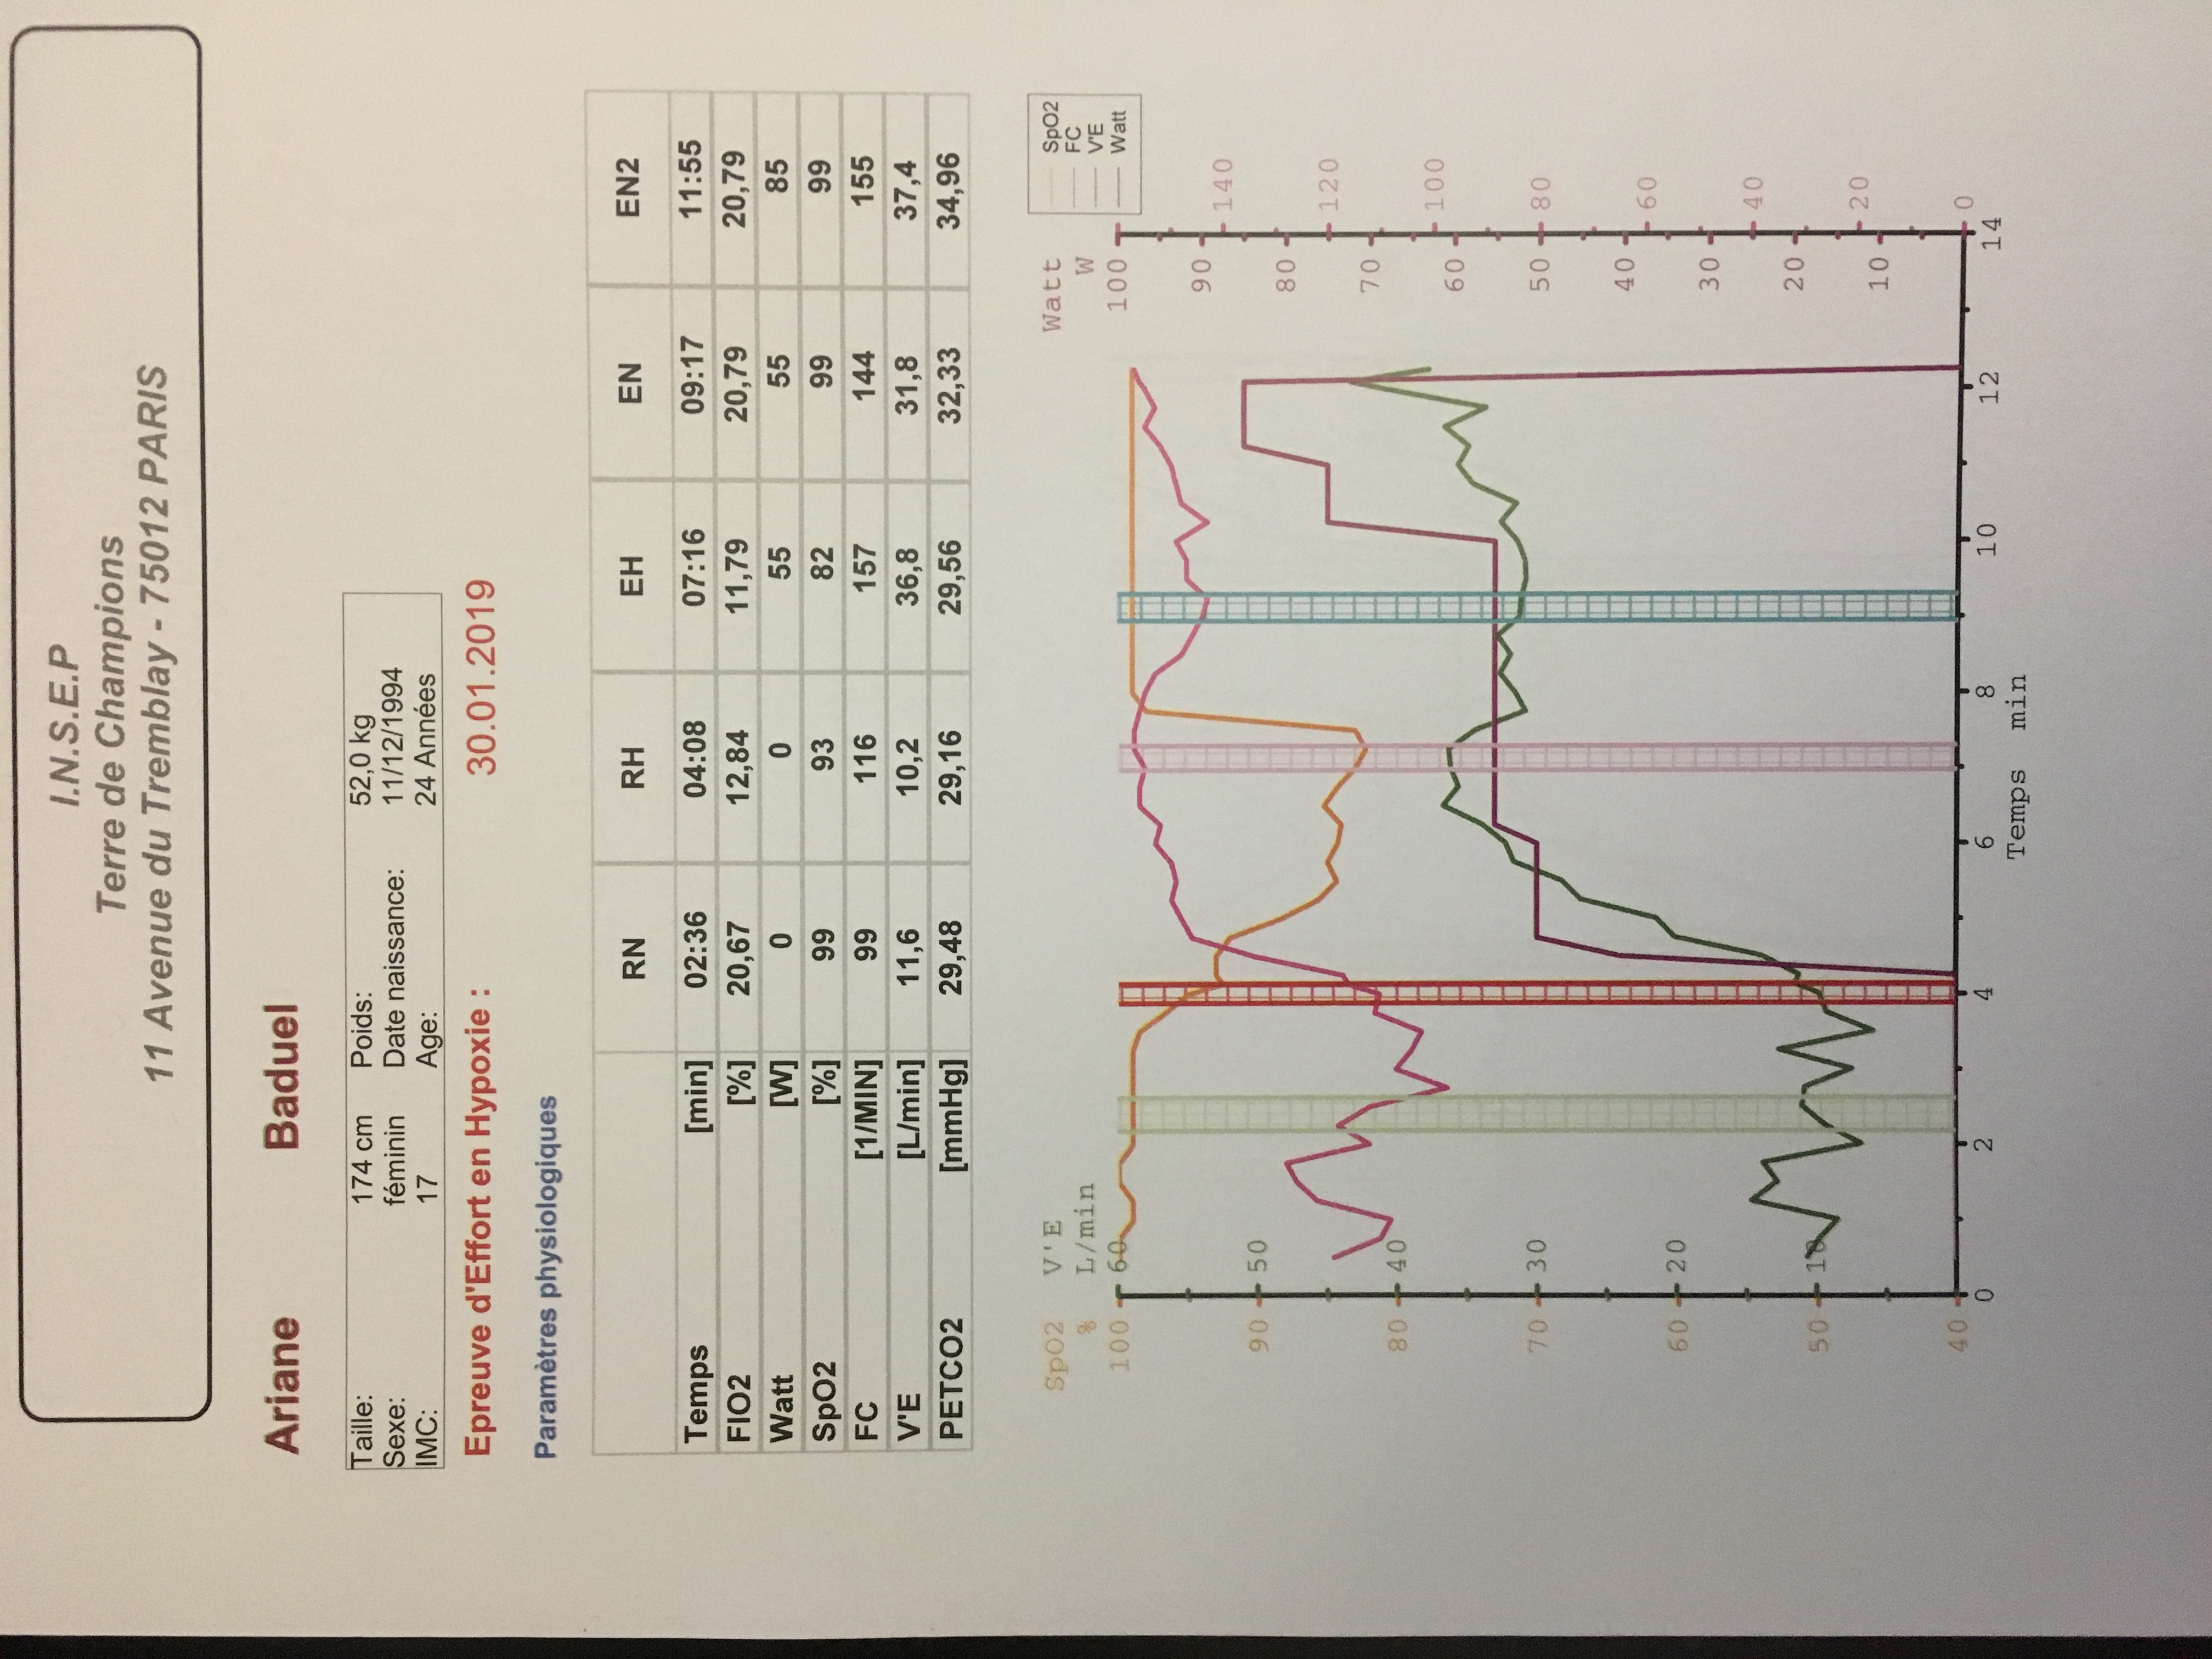 I.N.S.E.P
Terre de Champions
11 Avenue du Tremblay - 75012 PARIS
Ariane Baduel
Taille: 174 cm Poids: 52,0 kg
Sexe: féminin Date naissance: 11/12/1994
IMC: 17 Age: 24 Années
Epreuve d'Effort en Hypoxie : 30.01.2019
Paramètres physiologiques
RN RH EH EN EN2
Temps [min] 02:36 04:08 07:16 09:17 11:55
FIO2 [%] 20,67 12,84 11,79 20,79 20,79
Watt [W] 0 0 55 55 85
SpO2 [%] 99 93 82 99 99
FC [1/MIN] 99 116 157 144 155
V'E [L/min] 11,6 10,2 36,8 31,8 37,4
PETCO2 [mmHg] 29,48 29,16 29,56 32,33 34,96
SpO2 V'E Watt SpO2
% L/min W FC
V'E
100 60 100 Watt
90 140
90 50
80
120
80 40 70
60 100
70 30 50 80
40 60
60 20 30
40
20
50 10 20
10
40 0
0 2 4 6 8 10 12 14
Temps min